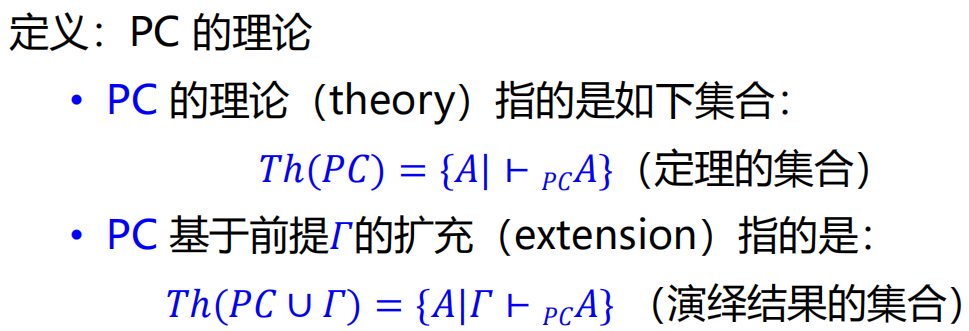 定义：PC 的理论
• PC 的理论（theory）指的是如下集合：
Th(PC) = {A| ⊢ PC A}（定理的集合）
• PC 基于前提Γ的扩充（extension）指的是：
Th(PC ∪ Γ) = {A|Γ ⊢ PC A} （演绎结果的集合）